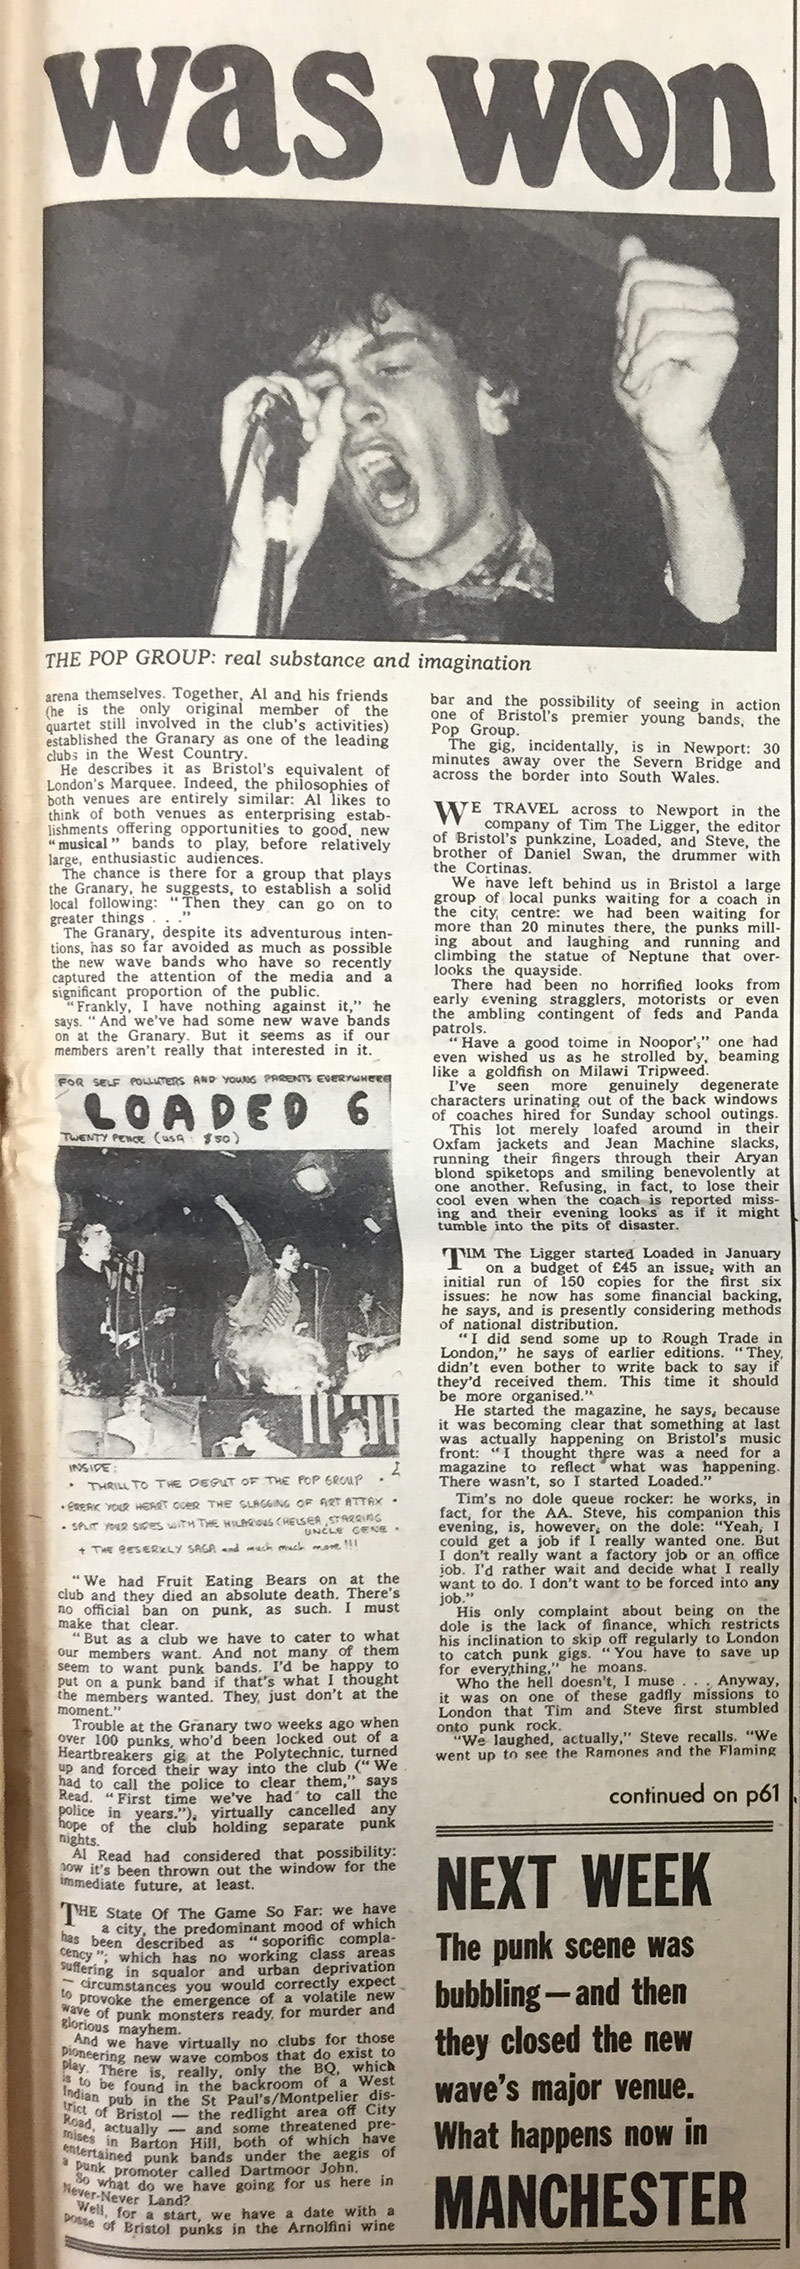 was won
THE POP GROUP: real substance and imagination
arena themselves. Together, Al and his friends
(he is the only original member of the
quartet still involved in the club's activities)
established the Granary as one of the leading
clubs in the West Country.
He describes it as Bristol's equivalent of
London's Marquee. Indeed, the philosophies of
both venues are entirely similar: Al likes to
think of both venues as enterprising estab-
lishments offering opportunities to good, new
"musical" bands to play, before relatively
large, enthusiastic audiences.
The chance is there for a group that plays
the Granary, he suggests, to establish a solid
local following: "Then they can go on to
greater things . . ."
The Granary, despite its adventurous inten-
tions, has so far avoided as much as possible
the new wave bands who have so recently
captured the attention of the media and a
significant proportion of the public.
"Frankly, I have nothing against it," he
says. "And we've had some new wave bands
on at the Granary. But it seems as if our
members aren't really that interested in it.
FOR SELF POLLUTERS AND YOUNG PARENTS EVERYWHERE
LOADED 6
TWENTY PENCE (USA $50)
INSIDE:
• THRILL TO THE DEBUT OF THE POP GROUP •
• BREAK YOUR HEART OVER THE SLAGGING OF ART ATTAX •
• SPLIT YOUR SIDES WITH THE HILARIOUS CHELSEA, STARRING
UNCLE GENE •
+ THE BESERKLY SAGA and much much more!!!
"We had Fruit Eating Bears on at the
club and they died an absolute death. There's
no official ban on punk, as such. I must
make that clear.
"But as a club we have to cater to what
our members want. And not many of them
seem to want punk bands. I'd be happy to
put on a punk band if that's what I thought
the members wanted. They just don't at the
moment."
Trouble at the Granary two weeks ago when
over 100 punks, who'd been locked out of a
Heartbreakers gig at the Polytechnic, turned
up and forced their way into the club ("We
had to call the police to clear them," says
Read. "First time we've had to call the
police in years."), virtually cancelled any
hope of the club holding separate punk
nights.
Al Read had considered that possibility:
now it's been thrown out the window for the
immediate future, at least.
THE State Of The Game So Far: we have
a city, the predominant mood of which
has been described as "soporific compla-
cency"; which has no working class areas
suffering in squalor and urban deprivation
— circumstances you would correctly expect
to provoke the emergence of a volatile new
wave of punk monsters ready for murder and
glorious mayhem.
And we have virtually no clubs for those
pioneering new wave combos that do exist to
play. There is, really, only the BQ, which
is to be found in the backroom of a West
Indian pub in the St Paul's/Montpelier dis-
trict of Bristol — the redlight area off City
Road, actually — and some threatened pre-
mises in Barton Hill, both of which have
entertained punk bands under the aegis of
a punk promoter called Dartmoor John.
So what do we have going for us here in
Never-Never Land?
Well, for a start, we have a date with a
posse of Bristol punks in the Arnolfini wine
bar and the possibility of seeing in action
one of Bristol's premier young bands, the
Pop Group.
The gig, incidentally, is in Newport: 30
minutes away over the Severn Bridge and
across the border into South Wales.
WE TRAVEL across to Newport in the
company of Tim The Ligger, the editor
of Bristol's punkzine, Loaded, and Steve, the
brother of Daniel Swan, the drummer with
the Cortinas.
We have left behind us in Bristol a large
group of local punks waiting for a coach in
the city centre: we had been waiting for
more than 20 minutes there, the punks mill-
ing about and laughing and running and
climbing the statue of Neptune that over-
looks the quayside.
There had been no horrified looks from
early evening stragglers, motorists or even
the ambling contingent of feds and Panda
patrols.
"Have a good toime in Noopor'," one had
even wished us as he strolled by, beaming
like a goldfish on Milawi Tripweed.
I've seen more genuinely degenerate
characters urinating out of the back windows
of coaches hired for Sunday school outings.
This lot merely loafed around in their
Oxfam jackets and Jean Machine slacks,
running their fingers through their Aryan
blond spiketops and smiling benevolently at
one another. Refusing, in fact, to lose their
cool even when the coach is reported miss-
ing and their evening looks as if it might
tumble into the pits of disaster.
TIM The Ligger started Loaded in January
on a budget of £45 an issue, with an
initial run of 150 copies for the first six
issues: he now has some financial backing,
he says, and is presently considering methods
of national distribution.
"I did send some up to Rough Trade in
London," he says of earlier editions. "They
didn't even bother to write back to say if
they'd received them. This time it should
be more organised."
He started the magazine, he says, because
it was becoming clear that something at last
was actually happening on Bristol's music
front: "I thought there was a need for a
magazine to reflect what was happening.
There wasn't, so I started Loaded."
Tim's no dole queue rocker: he works, in
fact, for the AA. Steve, his companion this
evening, is, however, on the dole: "Yeah, I
could get a job if I really wanted one. But
I don't really want a factory job or an office
job. I'd rather wait and decide what I really
want to do. I don't want to be forced into any
job."
His only complaint about being on the
dole is the lack of finance, which restricts
his inclination to skip off regularly to London
to catch punk gigs. "You have to save up
for everything," he moans.
Who the hell doesn't, I muse . . . Anyway,
it was on one of these gadfly missions to
London that Tim and Steve first stumbled
onto punk rock.
"We laughed, actually," Steve recalls. "We
went up to see the Ramones and the Flaming
continued on p61
NEXT WEEK
The punk scene was
bubbling—and then
they closed the new
wave's major venue.
What happens now in
MANCHESTER